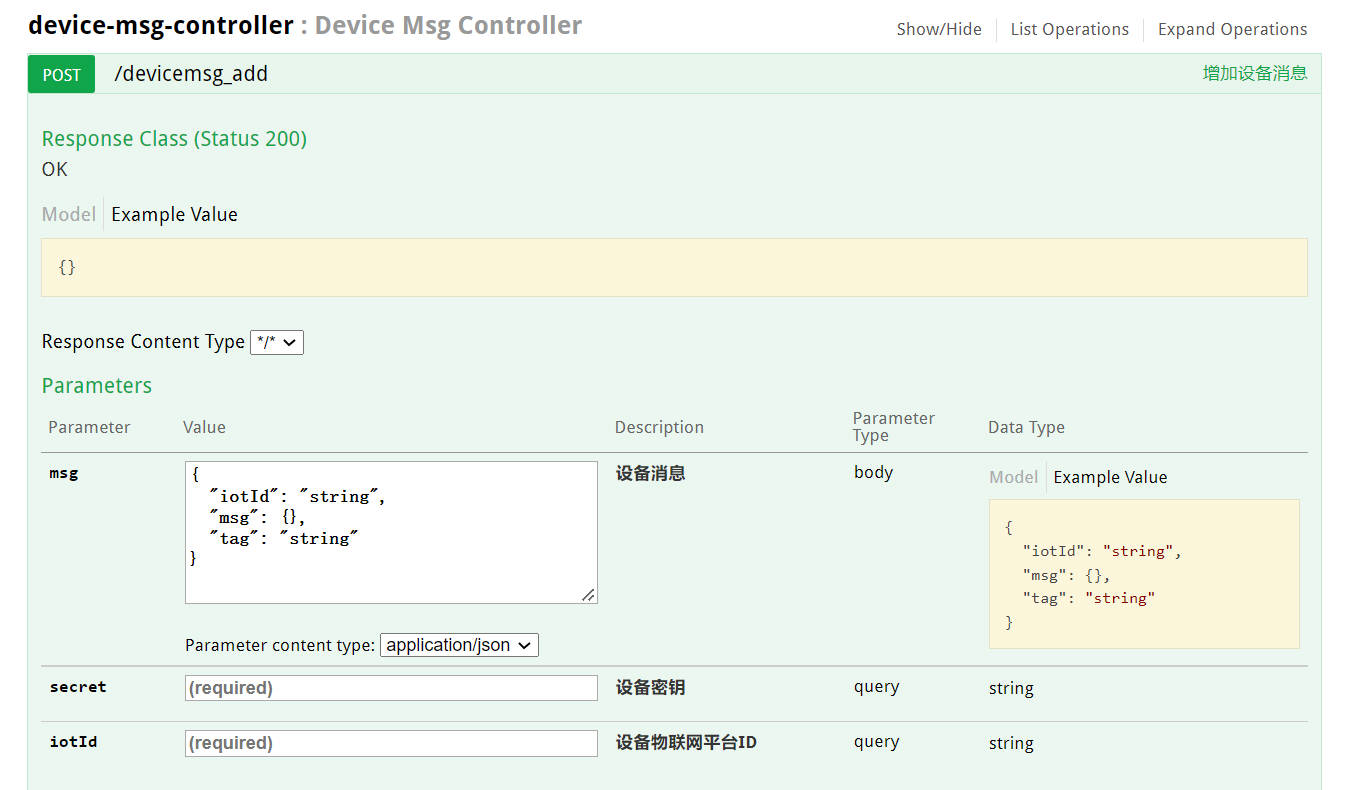 device-msg-controller : Device Msg Controller
Show/Hide
List Operations
Expand Operations
POST
/devicemsg_add
增加设备消息
Response Class (Status 200)
OK
Model
Example Value
{}
Response Content Type */*
Parameters
Parameter
Value
Description
Parameter
Type
Data Type
msg
{
"iotId": "string",
"msg": {},
"tag": "string"
}
Parameter content type: application/json
设备消息
body
Model
Example Value
{
"iotId": "string",
"msg": {},
"tag": "string"
}
secret
(required)
设备密钥
query
string
iotId
(required)
设备物联网平台ID
query
string